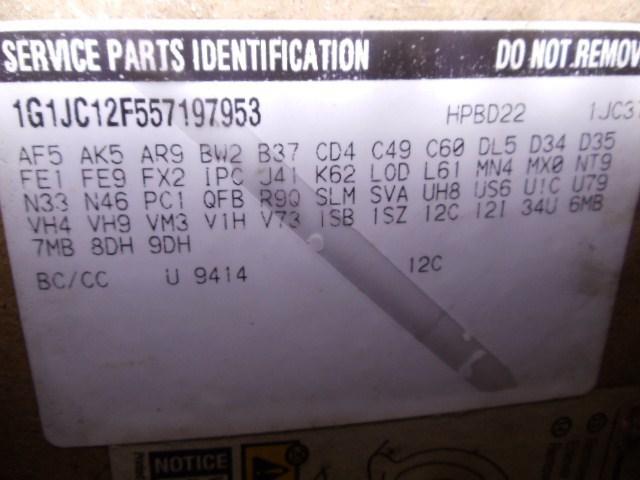 SERVICE PARTS IDENTIFICATION DO NOT REMOV
1G1JC12F557197953 HPBD22 1JC3
AF5 AK5 AR9 BW2 B37 CD4 C49 C60 DL5 D34 D35
FE1 FE9 FX2 IPC J41 K62 LOD L61 MN4 MX0 NT9
N33 N46 PC1 QFB R9Q SLM SVA UH8 US6 U1C U79
VH4 VH9 VM3 V1H V73 1SB 1SZ 12C 12I 34U 6MB
7MB 8DH 9DH
BC/CC U 9414 12C
NOTICE